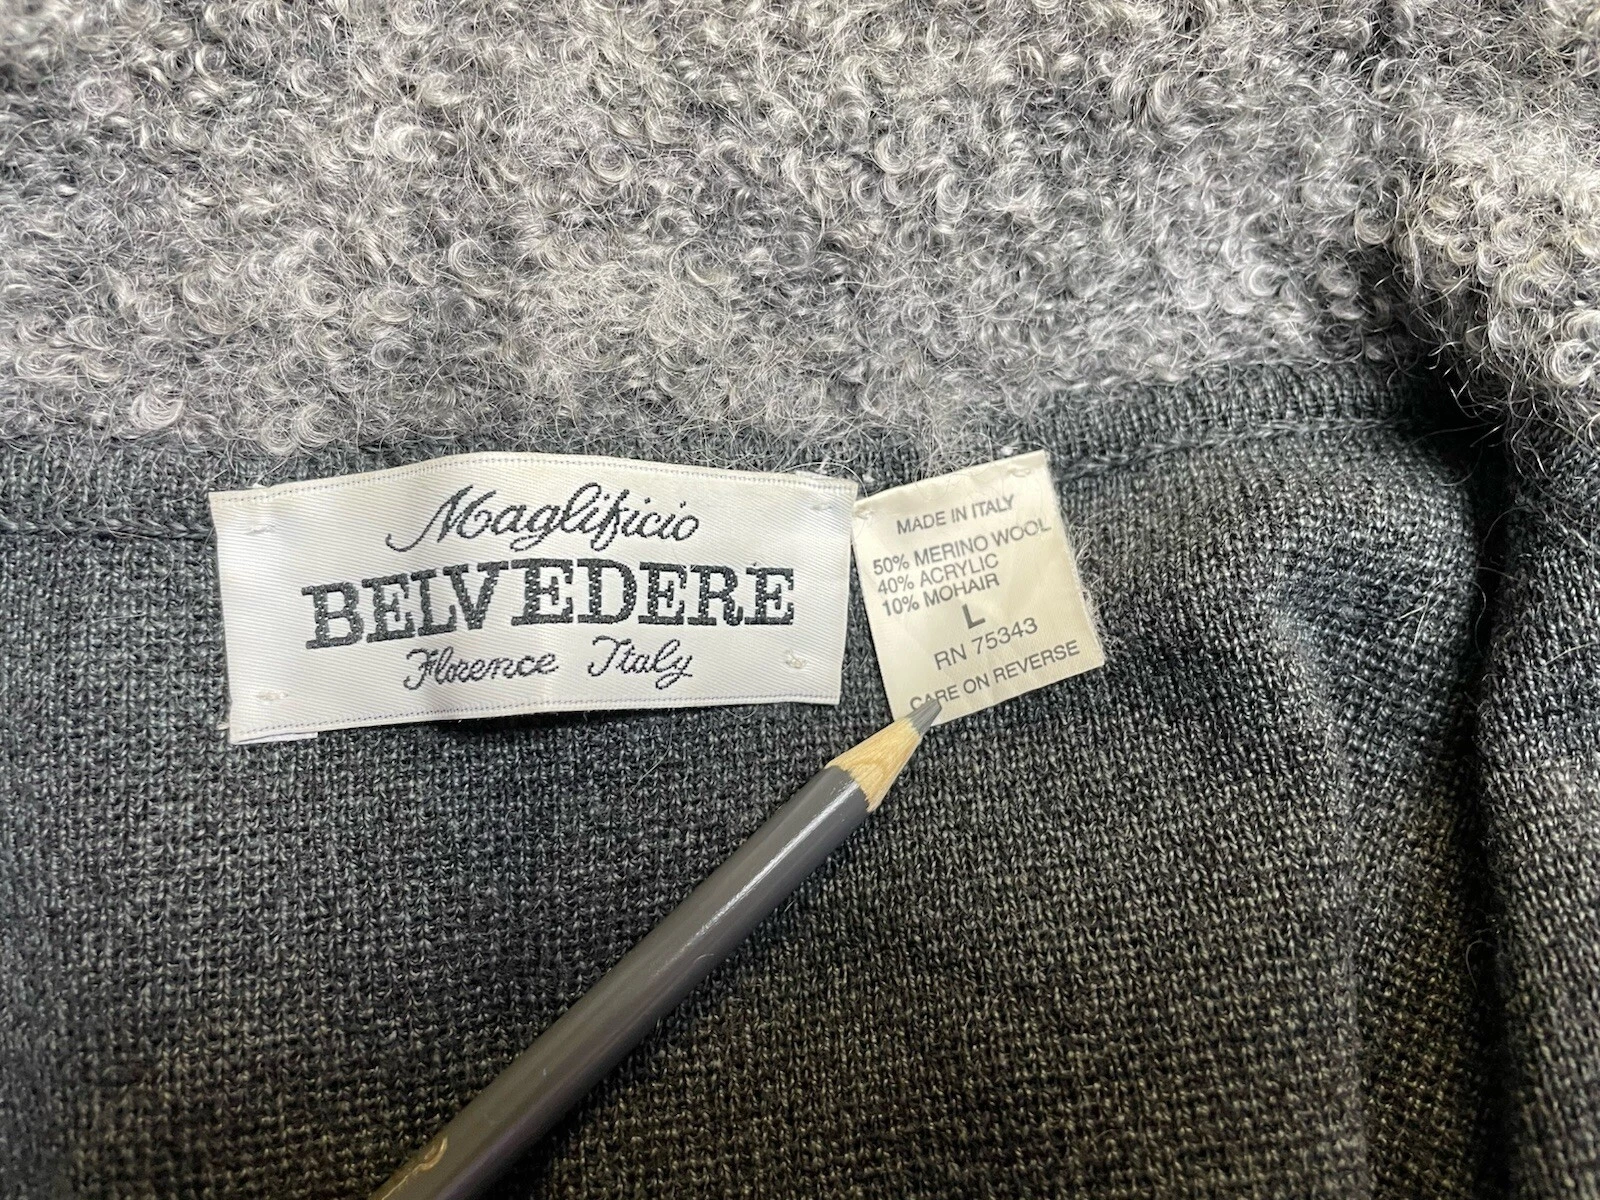 Maglificio
BELVEDERE
Florence Italy
MADE IN ITALY
50% MERINO WOOL
40% ACRYLIC
10% MOHAIR
L
RN 75343
CARE ON REVERSE